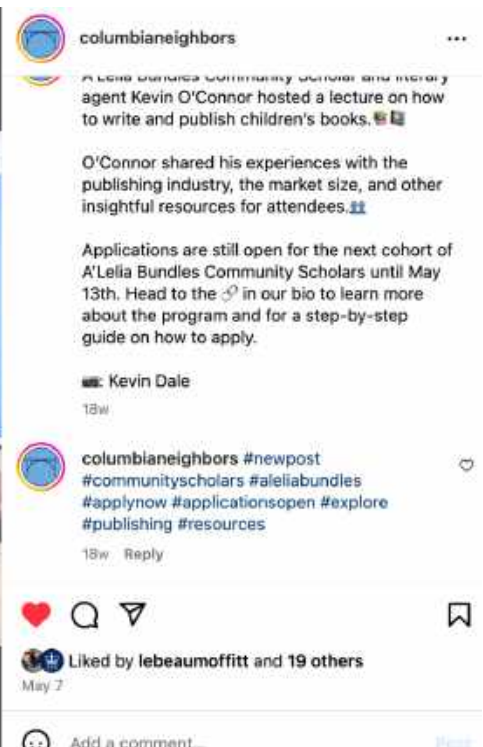 columbianeighbors
A'Lelia Bundles Community Scholar and literary
agent Kevin O'Connor hosted a lecture on how
to write and publish children's books.
O'Connor shared his experiences with the
publishing industry, the market size, and other
insightful resources for attendees.
Applications are still open for the next cohort of
A'Lelia Bundles Community Scholars until May
13th. Head to the 🔗 in our bio to learn more
about the program and for a step-by-step
guide on how to apply.
📷: Kevin Dale
18w
columbianeighbors #newpost
#communityscholars #aleliabundles
#applynow #applicationsopen #explore
#publishing #resources
18w Reply
Liked by lebeaumoffitt and 19 others
May 7
Add a comment...
Post